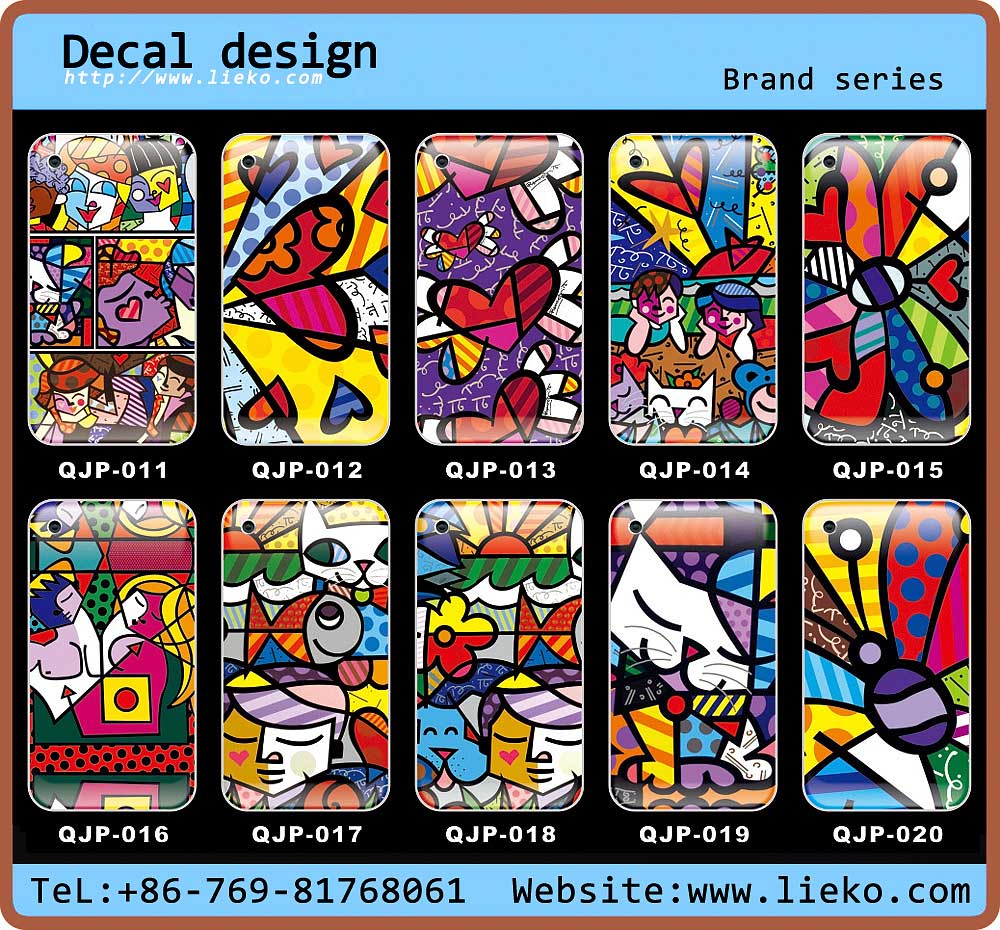 Decal design
http://www.lieko.com
Brand series
QJP-011 QJP-012 QJP-013 QJP-014 QJP-015
QJP-016 QJP-017 QJP-018 QJP-019 QJP-020
TeL:+86-769-81768061 Website:www.lieko.com